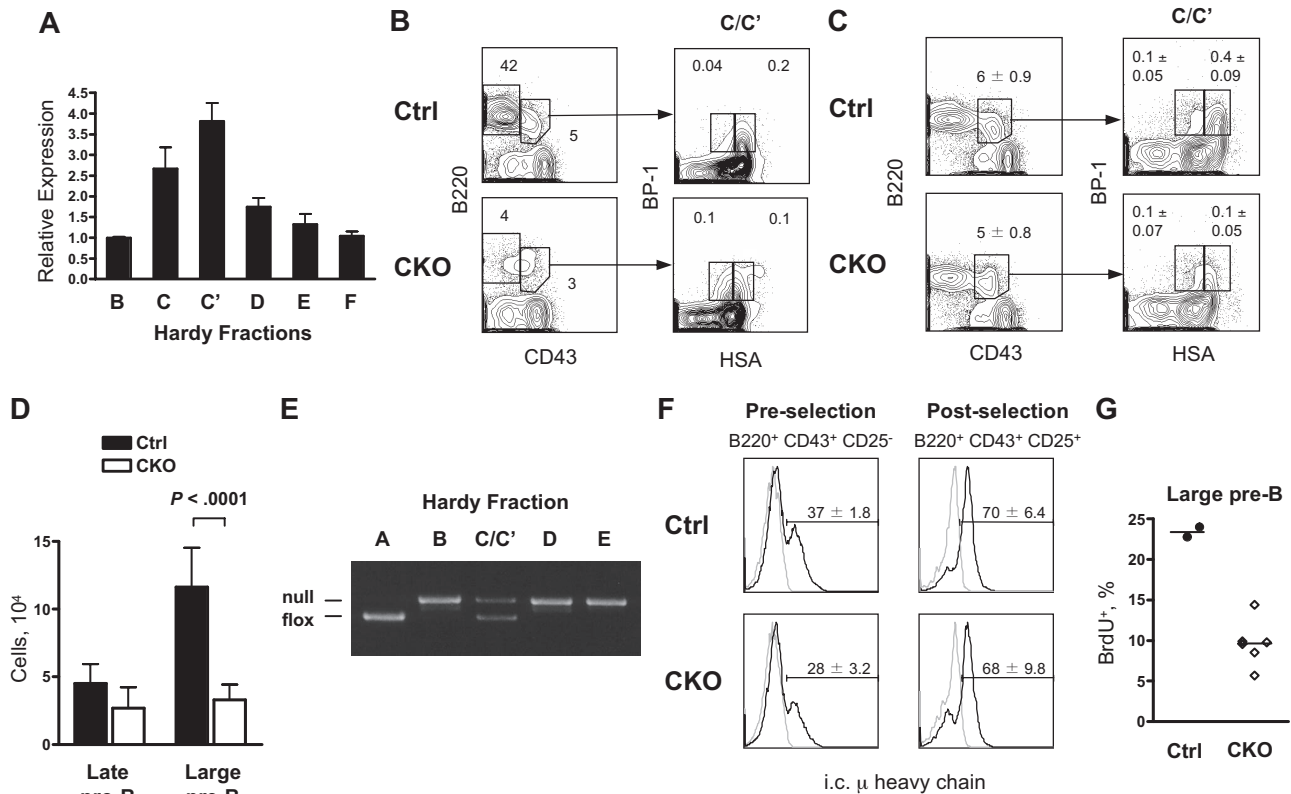 A
Relative Expression
4.5
4.0
3.5
3.0
2.5
2.0
1.5
1.0
0.5
0.0
B C C' D E F
Hardy Fractions
B
C/C'
Ctrl
42
5
0.04 0.2
CKO
4
3
0.1 0.1
B220
BP-1
CD43
HSA
C
C/C'
6 ± 0.9
0.1 ± 0.05
0.4 ± 0.09
Ctrl
5 ± 0.8
0.1 ± 0.07
0.1 ± 0.05
CKO
B220
BP-1
CD43
HSA
D
Ctrl
CKO
P < .0001
Cells, 10⁴
15
10
5
0
Late
Large
E
Hardy Fraction
A B C/C' D E
null
flox
F
Pre-selection
B220⁺ CD43⁺ CD25⁻
Post-selection
B220⁺ CD43⁺ CD25⁺
Ctrl
37 ± 1.8
70 ± 6.4
CKO
28 ± 3.2
68 ± 9.8
i.c. μ heavy chain
G
Large pre-B
BrdU⁺, %
25
20
15
10
5
0
Ctrl CKO